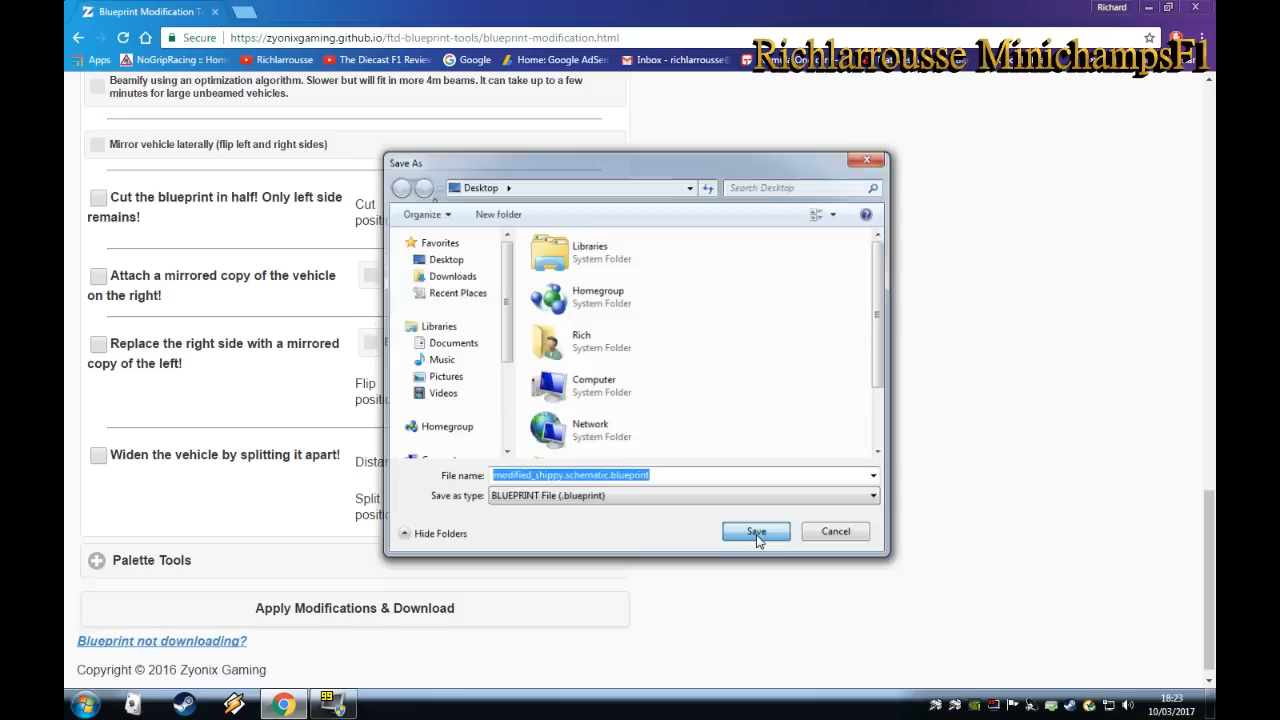 Blueprint Modification T
Richard
Secure
https://zyonixgaming.github.io/ftd-blueprint-tools/blueprint-modification.html
Apps
NoGripRacing :: Hom
Richlarrousse
The Diecast F1 Review
Google
Home: Google AdSen
Inbox - richlarrousse
Richlarrousse MinichampsF1
Beamify using an optimization algorithm. Slower but will fit in more 4m beams. It can take up to a few
minutes for large unbeamed vehicles.
Mirror vehicle laterally (flip left and right sides)
Cut the blueprint in half! Only left side
remains!
Cut
positi
Attach a mirrored copy of the vehicle
on the right!
Replace the right side with a mirrored
copy of the left!
Flip
positi
Widen the vehicle by splitting it apart!
Distan
Split
positi
Palette Tools
Apply Modifications & Download
Blueprint not downloading?
Copyright © 2016 Zyonix Gaming
Save As
Desktop
Search Desktop
Organize
New folder
Favorites
Desktop
Downloads
Recent Places
Libraries
Documents
Music
Pictures
Videos
Homegroup
Libraries
System Folder
Homegroup
System Folder
Rich
System Folder
Computer
System Folder
Network
System Folder
File name:
modified_shippy.schematic.blueprint
Save as type:
BLUEPRINT File (.blueprint)
Hide Folders
Save
Cancel
99
18:23
10/03/2017